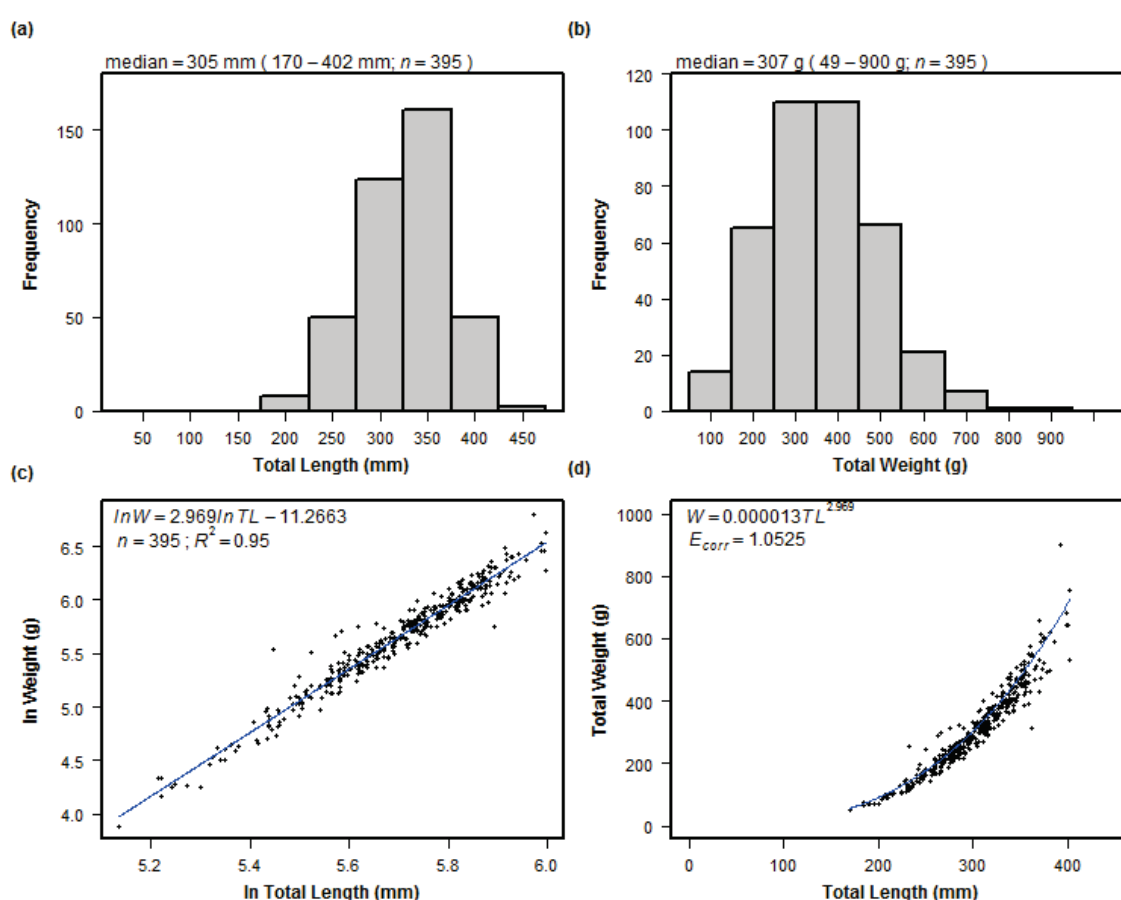 (a)
median = 305 mm ( 170 – 402 mm; n = 395 )
150
100
50
0
Frequency
50 100 150 200 250 300 350 400 450
Total Length (mm)
(b)
median = 307 g ( 49 – 900 g; n = 395 )
120
100
80
60
40
20
0
Frequency
100 200 300 400 500 600 700 900
Total Weight (g)
(c)
lnW = 2.969lnTL – 11.2663
n = 395 ; R² = 0.95
6.5
6.0
5.5
5.0
4.5
4.0
ln Weight (g)
5.2 5.4 5.6 5.8 6.0
ln Total Length (mm)
(d)
W = 0.000013TL^2.969
E_corr = 1.0525
1000
800
600
400
200
0
Total Weight (g)
0 100 200 300 400
Total Length (mm)